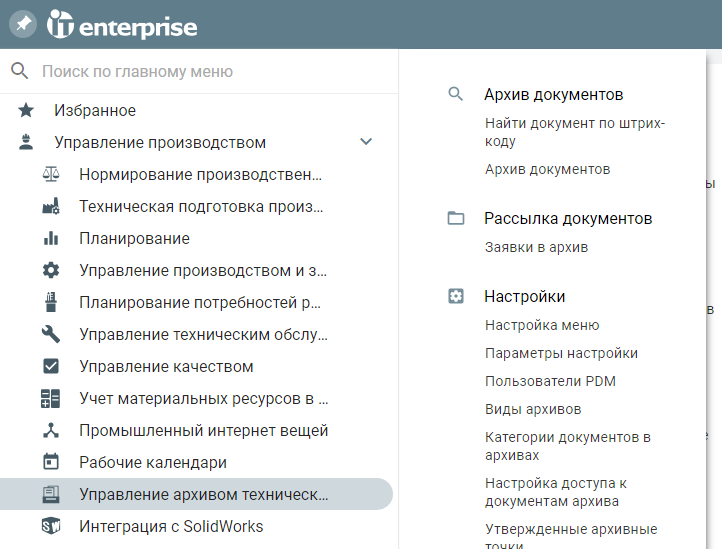 IT enterprise
Поиск по главному меню
Избранное
Управление производством
Нормирование производствен...
Техническая подготовка произ...
Планирование
Управление производством и з...
Планирование потребностей р...
Управление техническим обслу...
Управление качеством
Учет материальных ресурсов в ...
Промышленный интернет вещей
Рабочие календари
Управление архивом техническ...
SW
Интеграция с SolidWorks
Архив документов
Найти документ по штрих-
коду
Архив документов
Рассылка документов
Заявки в архив
Настройки
Настройка меню
Параметры настройки
Пользователи PDM
Виды архивов
Категории документов в
архивах
Настройка доступа к
документам архива
Утвержденные архивные
точки
ы
в